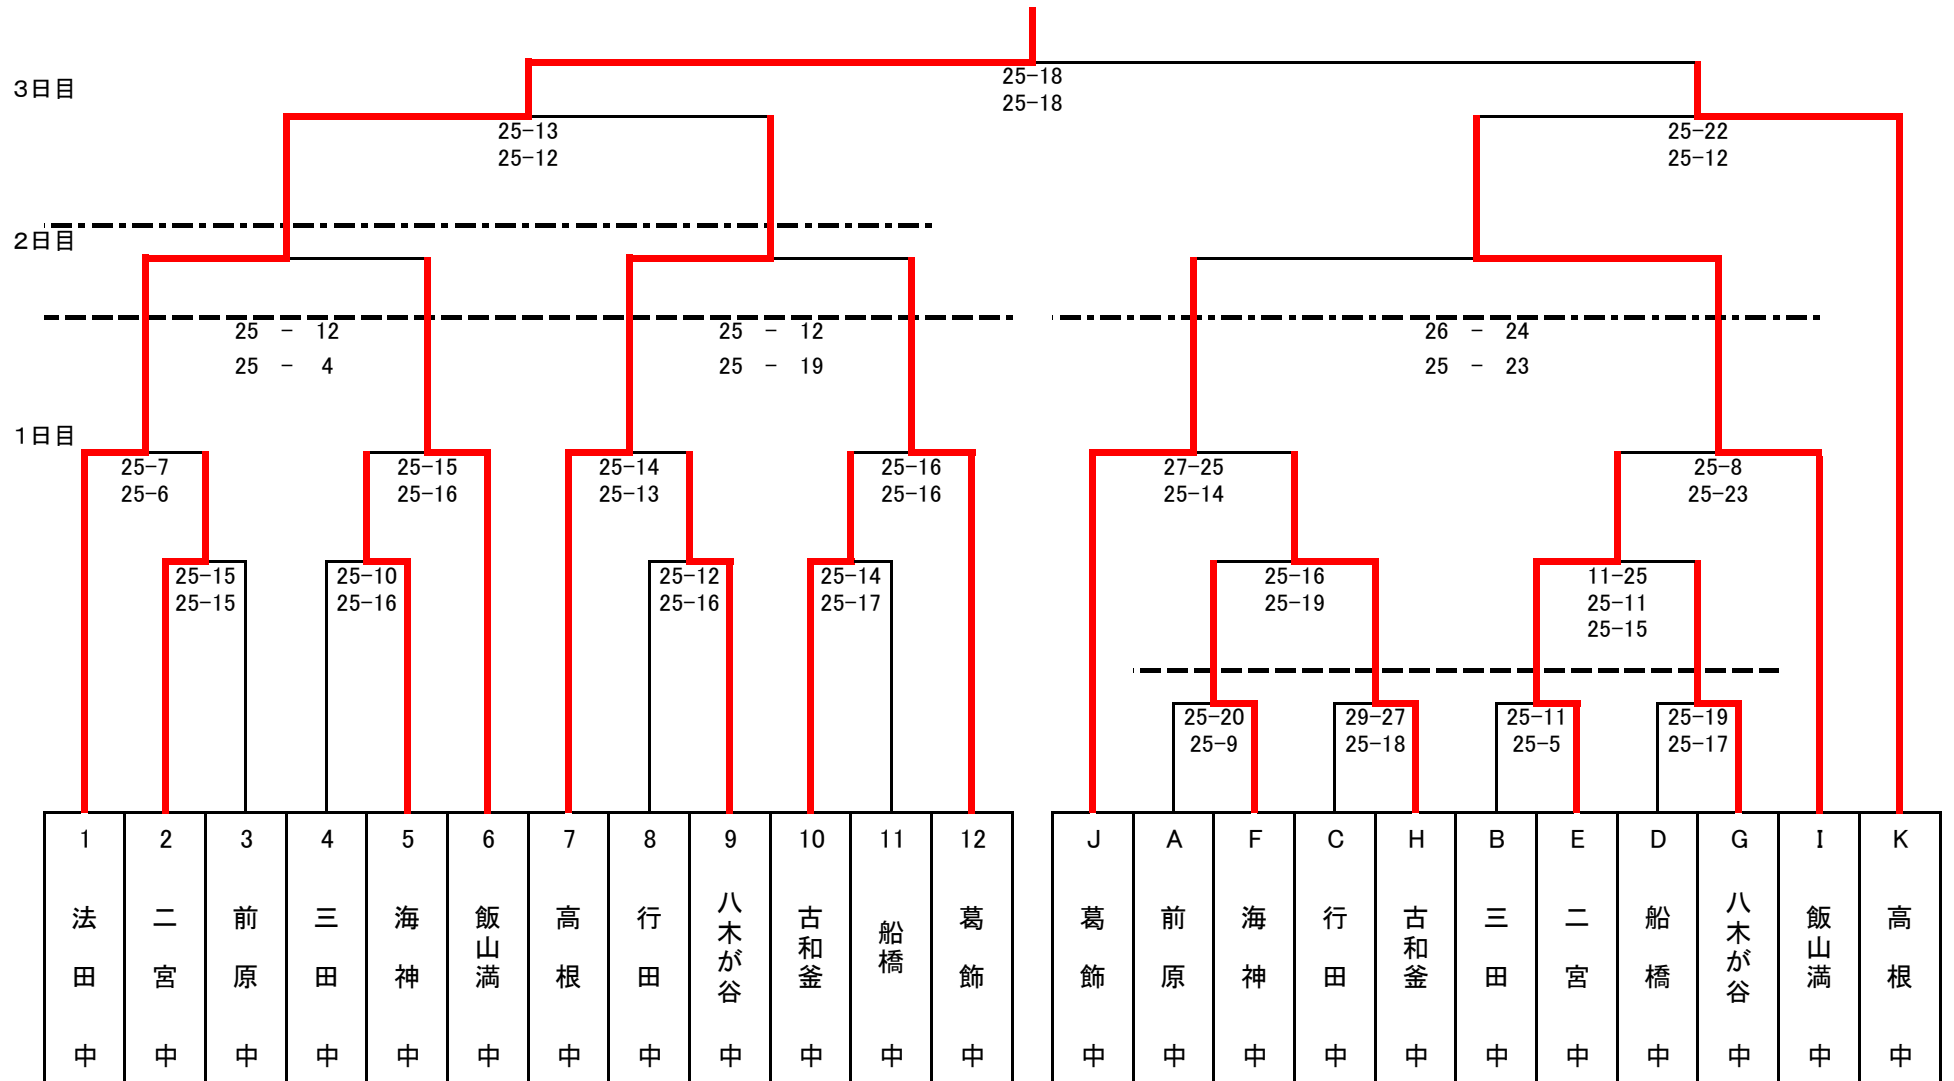 25-18
25-18
3日目
25-13
25-12
25-22
25-12
2日目
25 - 12
25 - 4
25 - 12
25 - 19
26 - 24
25 - 23
1日目
25-7
25-6
25-15
25-16
25-14
25-13
25-16
25-16
27-25
25-14
25-8
25-23
25-15
25-15
25-10
25-16
25-12
25-16
25-14
25-17
25-16
25-19
11-25
25-11
25-15
25-20
25-9
29-27
25-18
25-11
25-5
25-19
25-17
1
法田中
2
二宮中
3
前原中
4
三田中
5
海神中
6
飯山満中
7
高根中
8
行田中
9
八木が谷中
10
古和釜中
11
船橋中
12
葛飾中
J
葛飾中
A
前原中
F
海神中
C
行田中
H
古和釜中
B
三田中
E
二宮中
D
船橋中
G
八木が谷中
I
飯山満中
K
高根中